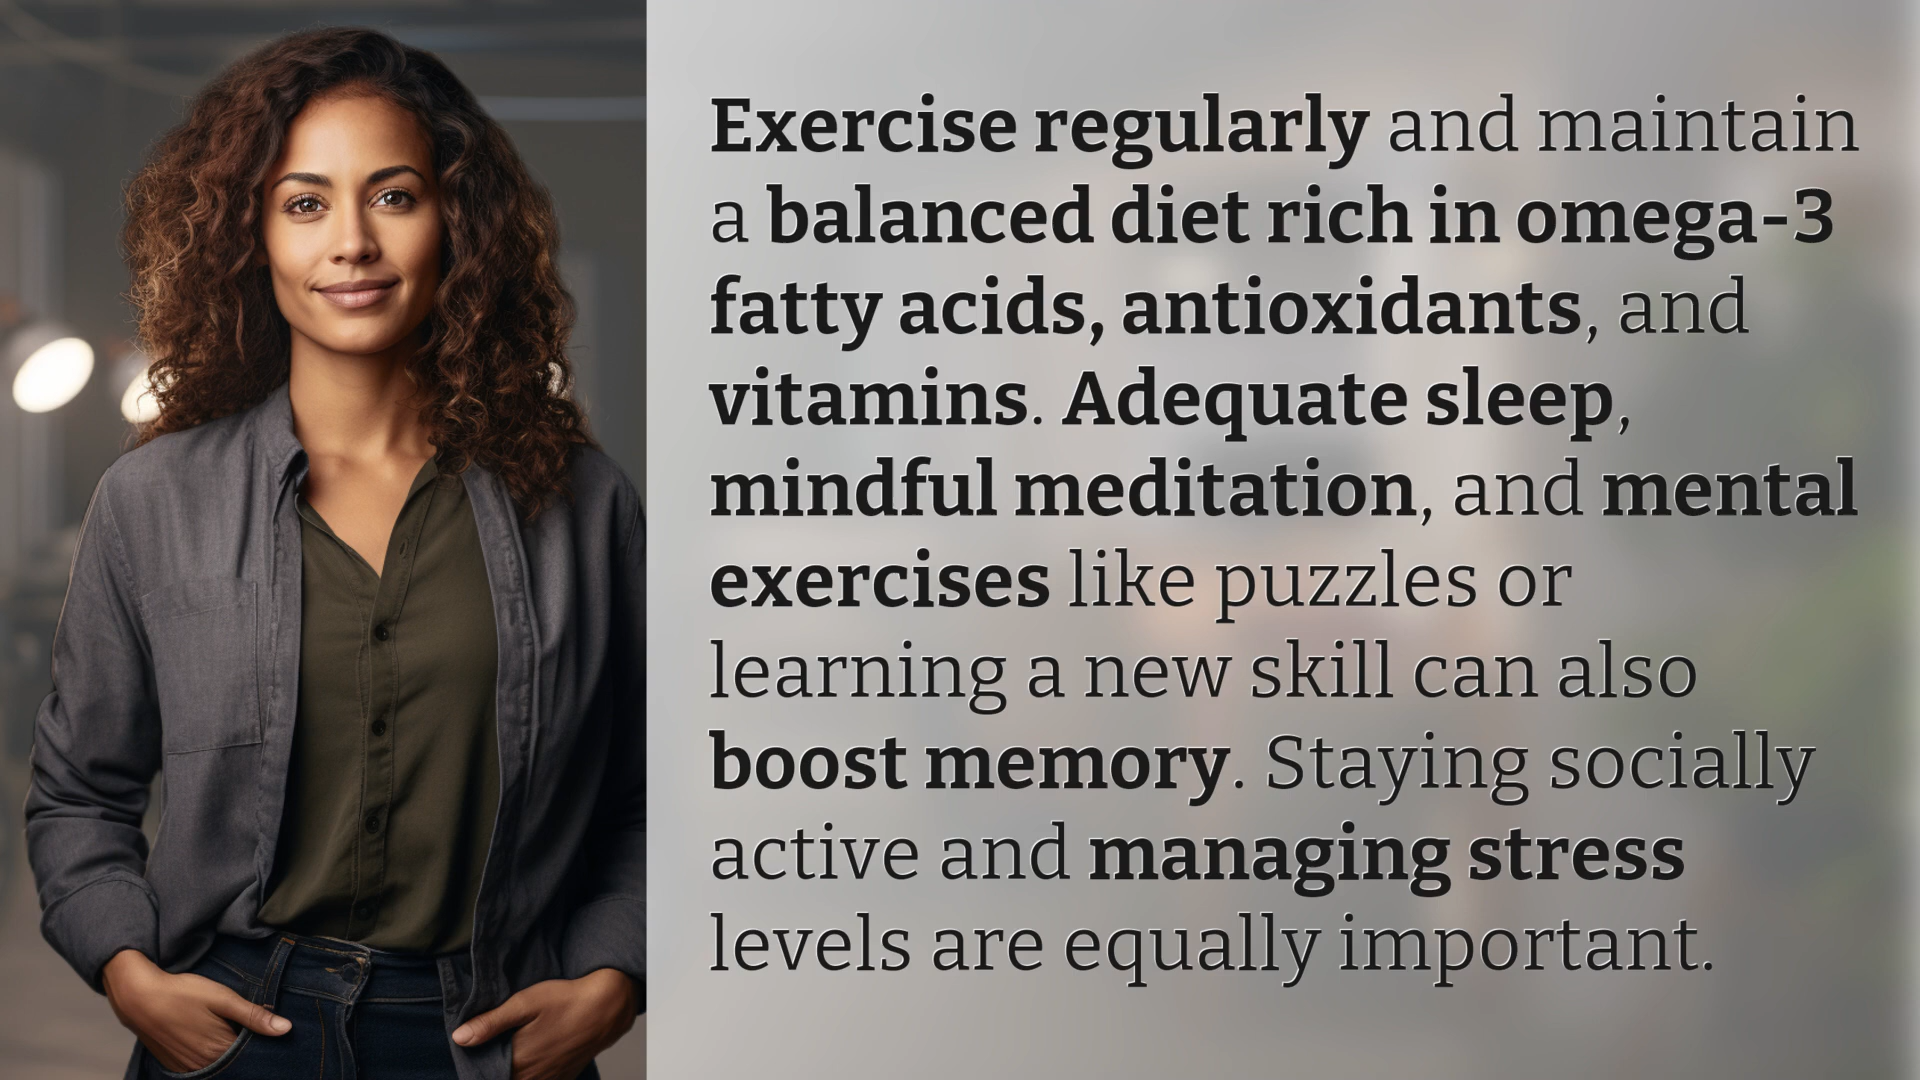 Exercise regularly and maintain
a balanced diet rich in omega-3
fatty acids, antioxidants, and
vitamins. Adequate sleep,
mindful meditation, and mental
exercises like puzzles or
learning a new skill can also
boost memory. Staying socially
active and managing stress
levels are equally important.